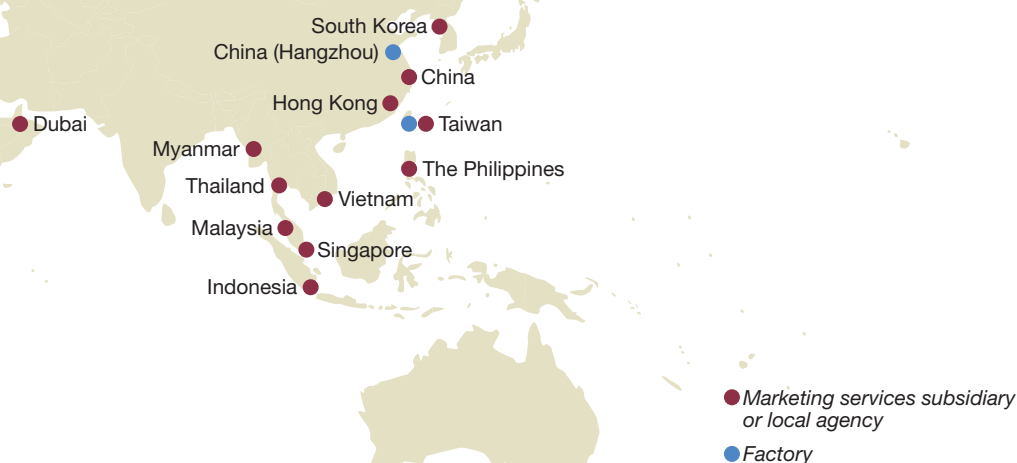 South Korea
China (Hangzhou)
China
Hong Kong
Dubai
Taiwan
Myanmar
The Philippines
Thailand
Vietnam
Malaysia
Singapore
Indonesia
Marketing services subsidiary
or local agency
Factory